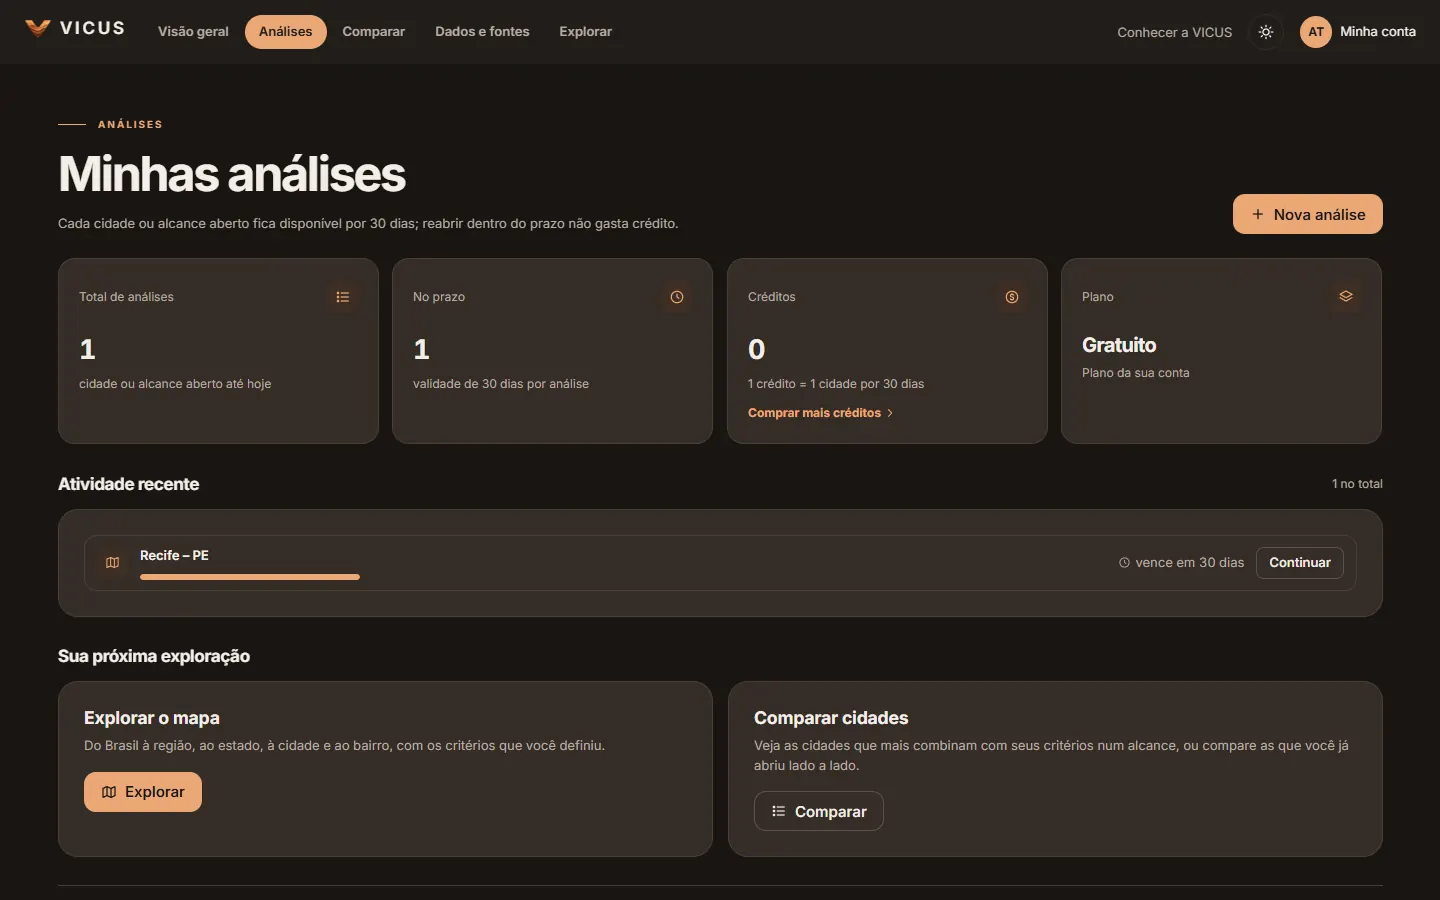 VICUS
Visão geral
Análises
Comparar
Dados e fontes
Explorar
Conhecer a VICUS
AT
Minha conta
ANÁLISES
Minhas análises
Cada cidade ou alcance aberto fica disponível por 30 dias; reabrir dentro do prazo não gasta crédito.
+ Nova análise
Total de análises
1
cidade ou alcance aberto até hoje
No prazo
1
validade de 30 dias por análise
Créditos
0
1 crédito = 1 cidade por 30 dias
Comprar mais créditos >
Plano
Gratuito
Plano da sua conta
Atividade recente
1 no total
Recife – PE
vence em 30 dias
Continuar
Sua próxima exploração
Explorar o mapa
Do Brasil à região, ao estado, à cidade e ao bairro, com os critérios que você definiu.
Explorar
Comparar cidades
Veja as cidades que mais combinam com seus critérios num alcance, ou compare as que você já
abriu lado a lado.
Comparar